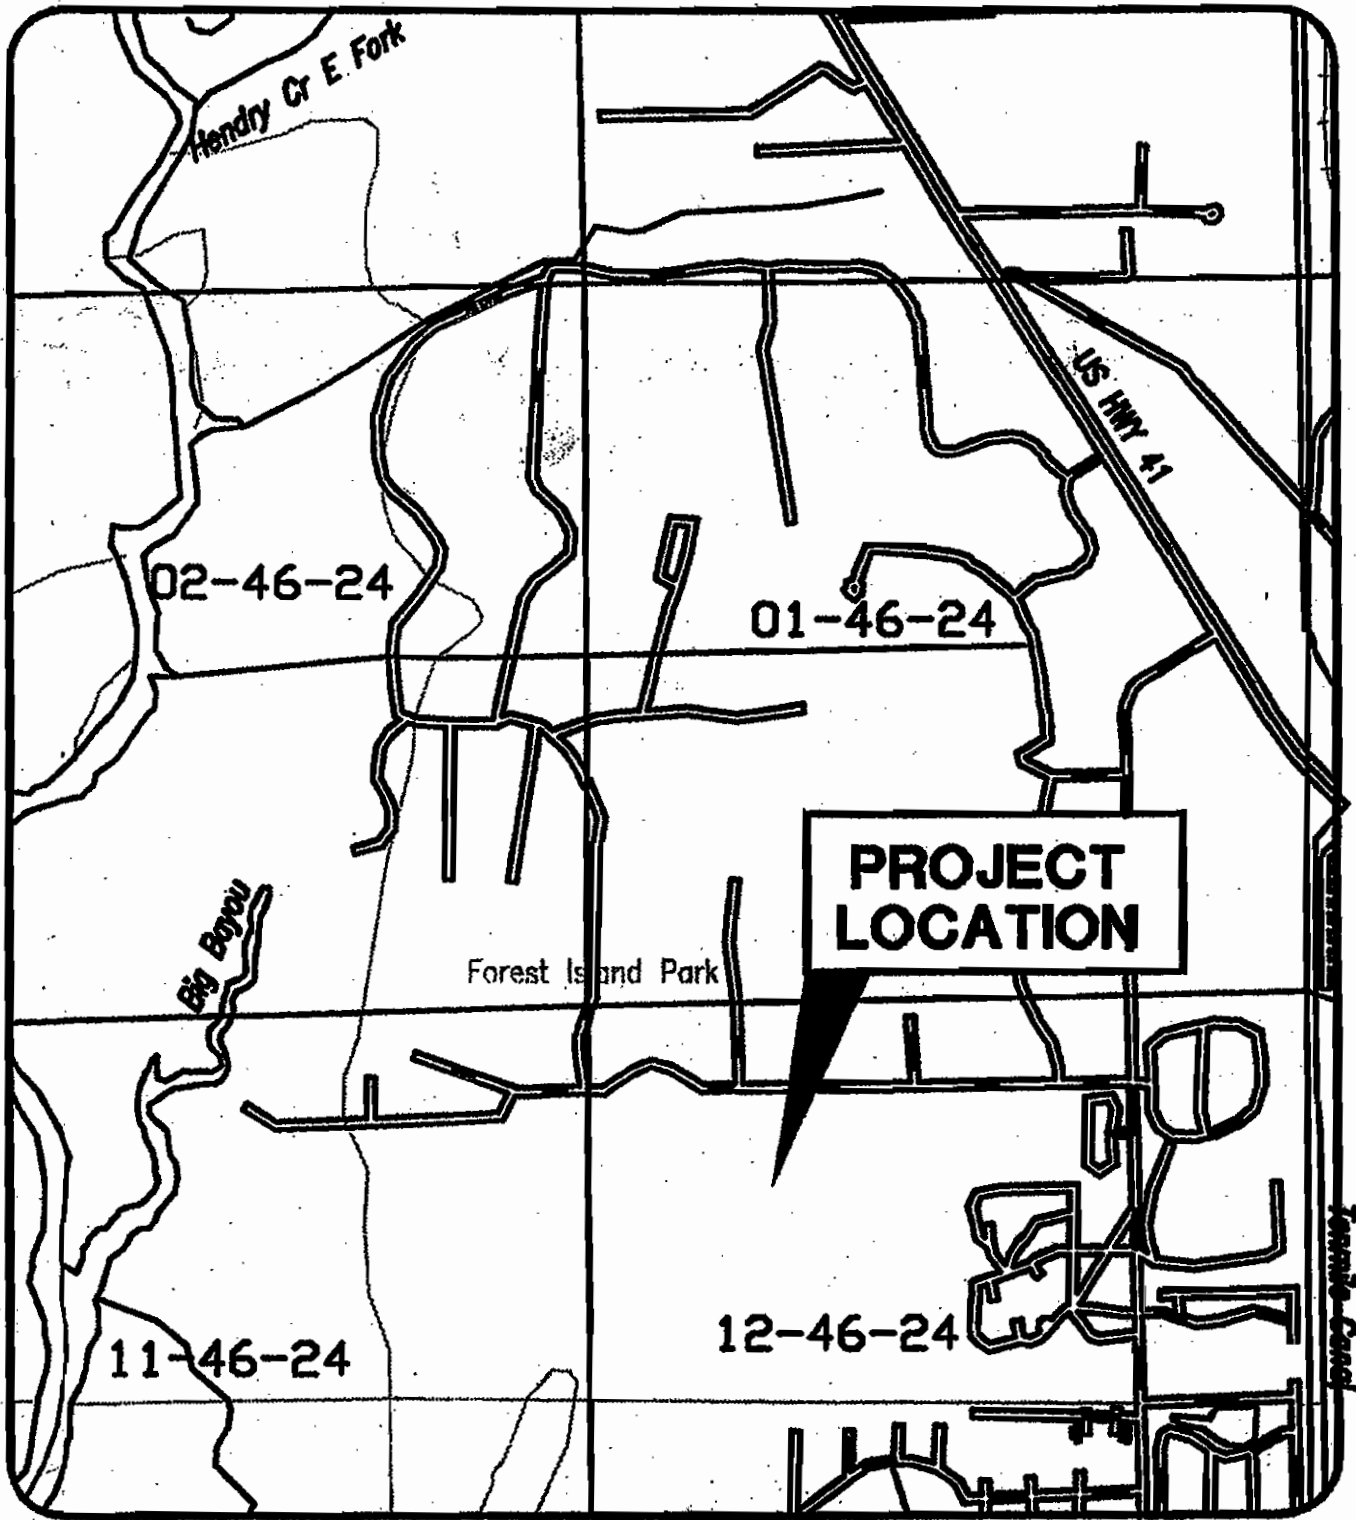 Hendry Cr E Fork
US HWY 41
02-46-24
01-46-24
PROJECT
LOCATION
Big Bayou
Forest Island Park
Tenmile Canal
12-46-24
11-46-24